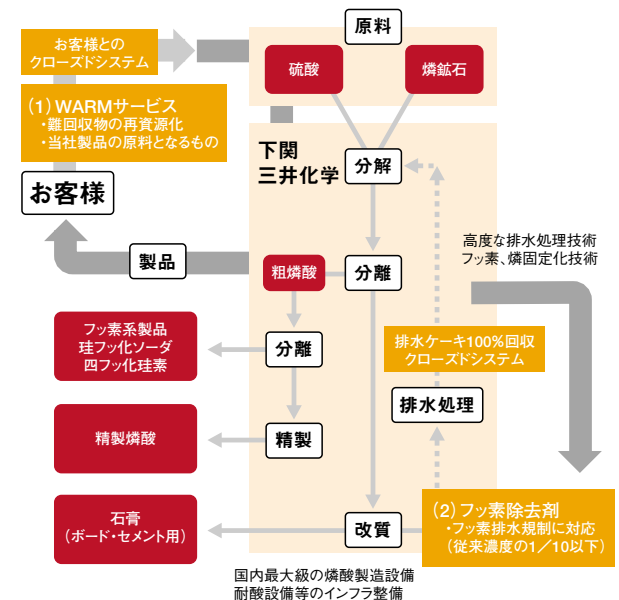 お客様との
クローズドシステム
原料
硫酸
燐鉱石
(1)WARMサービス
・難回収物の再資源化
・当社製品の原料となるもの
お客様
下関
三井化学
分解
製品
粗燐酸
分離
高度な排水処理技術
フッ素、燐固定化技術
フッ素系製品
珪フッ化ソーダ
四フッ化珪素
分離
排水ケーキ100%回収
クローズドシステム
排水処理
精製燐酸
精製
石膏
(ボード・セメント用)
改質
(2)フッ素除去剤
・フッ素排水規制に対応
(従来濃度の1／10以下)
国内最大級の燐酸製造設備
耐酸設備等のインフラ整備